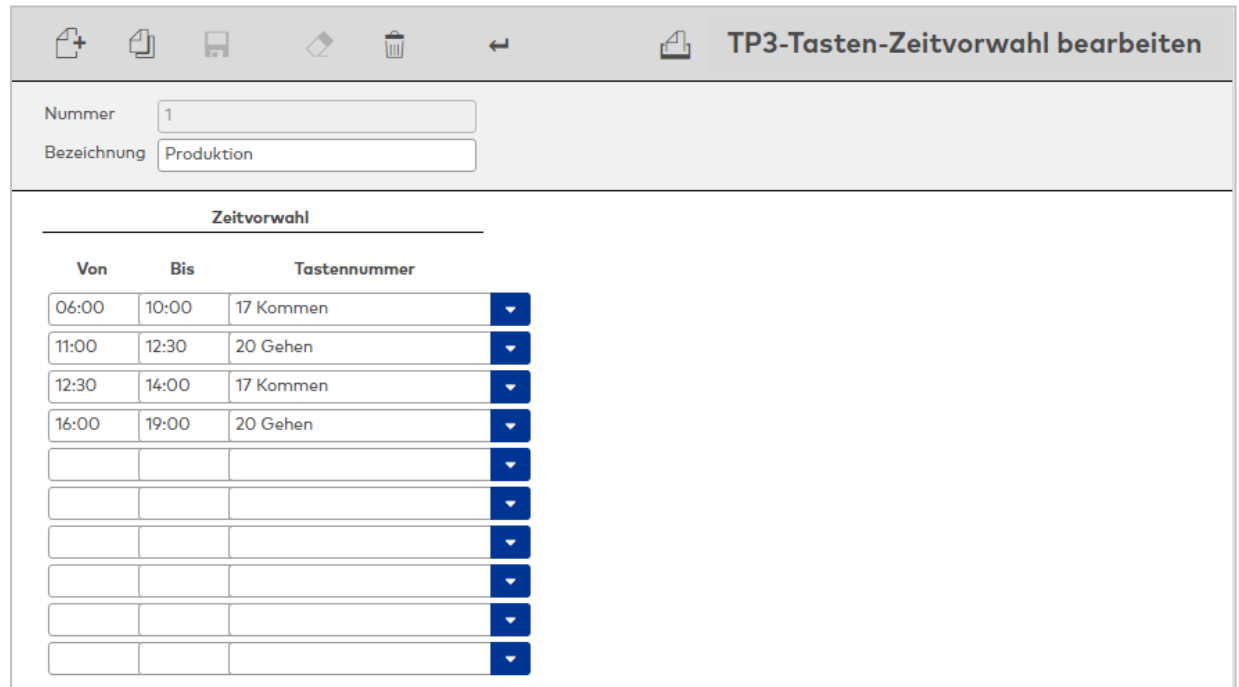 TP3-Tasten-Zeitvorwahl bearbeiten
Nummer 1
Bezeichnung Produktion
Zeitvorwahl
Von Bis Tastennummer
06:00 10:00 17 Kommen
11:00 12:30 20 Gehen
12:30 14:00 17 Kommen
16:00 19:00 20 Gehen